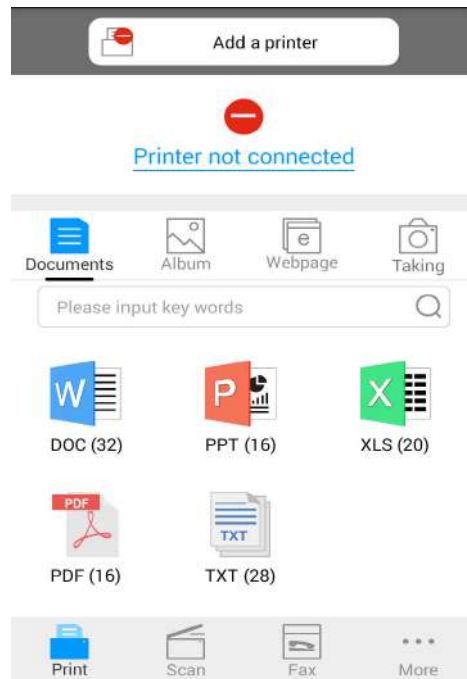 Add a printer
Printer not connected
Documents Album Webpage Taking
Please input key words
W P X
DOC (32) PPT (16) XLS (20)
PDF TXT
PDF (16) TXT (28)
Print Scan Fax More